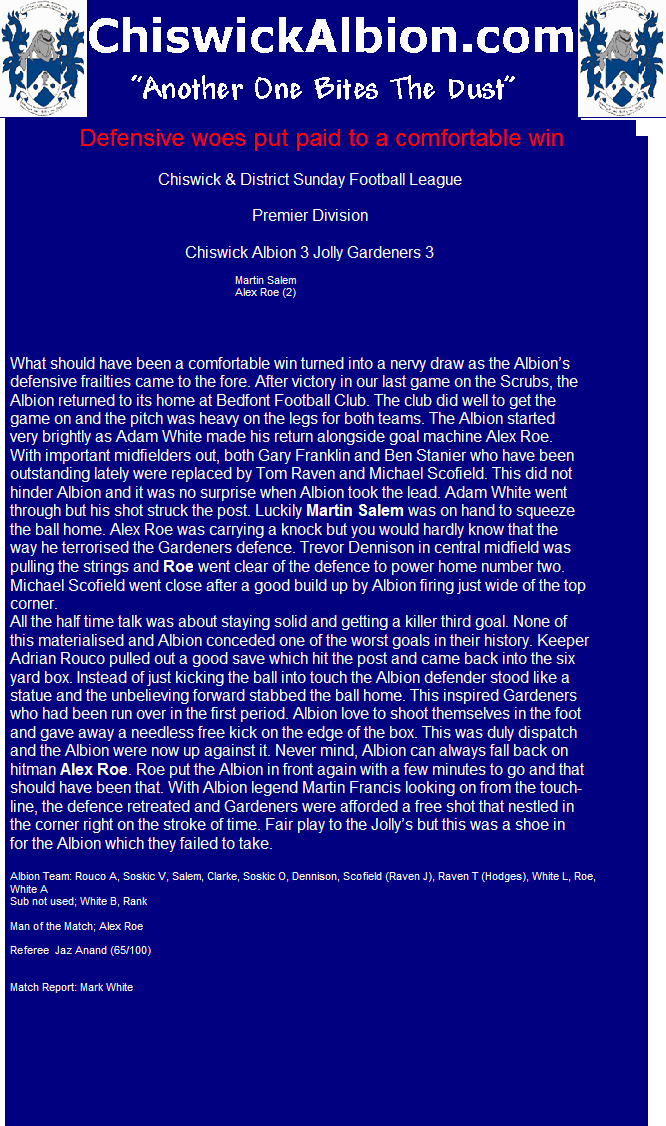 ChiswickAlbion.com
“Another One Bites The Dust”
Defensive woes put paid to a comfortable win
Chiswick & District Sunday Football League
Premier Division
Chiswick Albion 3 Jolly Gardeners 3
Martin Salem
Alex Roe (2)
What should have been a comfortable win turned into a nervy draw as the Albion’s
defensive frailties came to the fore. After victory in our last game on the Scrubs, the
Albion returned to its home at Bedfont Football Club. The club did well to get the
game on and the pitch was heavy on the legs for both teams. The Albion started
very brightly as Adam White made his return alongside goal machine Alex Roe.
With important midfielders out, both Gary Franklin and Ben Stanier who have been
outstanding lately were replaced by Tom Raven and Michael Scofield. This did not
hinder Albion and it was no surprise when Albion took the lead. Adam White went
through but his shot struck the post. Luckily Martin Salem was on hand to squeeze
the ball home. Alex Roe was carrying a knock but you would hardly know that the
way he terrorised the Gardeners defence. Trevor Dennison in central midfield was
pulling the strings and Roe went clear of the defence to power home number two.
Michael Scofield went close after a good build up by Albion firing just wide of the top
corner.
All the half time talk was about staying solid and getting a killer third goal. None of
this materialised and Albion conceded one of the worst goals in their history. Keeper
Adrian Rouco pulled out a good save which hit the post and came back into the six
yard box. Instead of just kicking the ball into touch the Albion defender stood like a
statue and the unbelieving forward stabbed the ball home. This inspired Gardeners
who had been run over in the first period. Albion love to shoot themselves in the foot
and gave away a needless free kick on the edge of the box. This was duly dispatch
and the Albion were now up against it. Never mind, Albion can always fall back on
hitman Alex Roe. Roe put the Albion in front again with a few minutes to go and that
should have been that. With Albion legend Martin Francis looking on from the touch-
line, the defence retreated and Gardeners were afforded a free shot that nestled in
the corner right on the stroke of time. Fair play to the Jolly’s but this was a shoe in
for the Albion which they failed to take.
Albion Team: Rouco A, Soskic V, Salem, Clarke, Soskic O, Dennison, Scofield (Raven J), Raven T (Hodges), White L, Roe,
White A
Sub not used; White B, Rank
Man of the Match; Alex Roe
Referee  Jaz Anand (65/100)
Match Report: Mark White